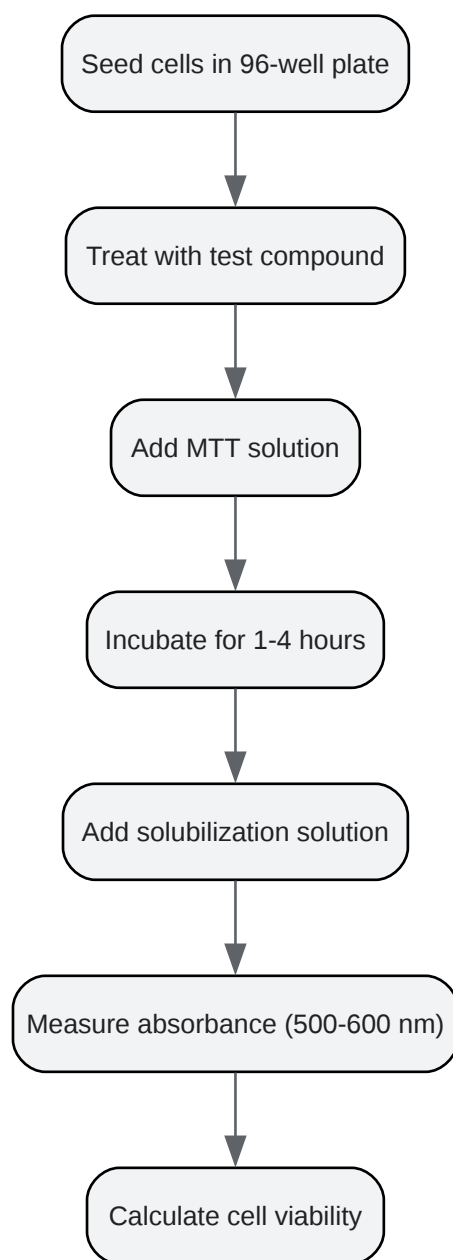 Seed cells in 96-well plate
Treat with test compound
Add MTT solution
Incubate for 1-4 hours
Add solubilization solution
Measure absorbance (500-600 nm)
Calculate cell viability